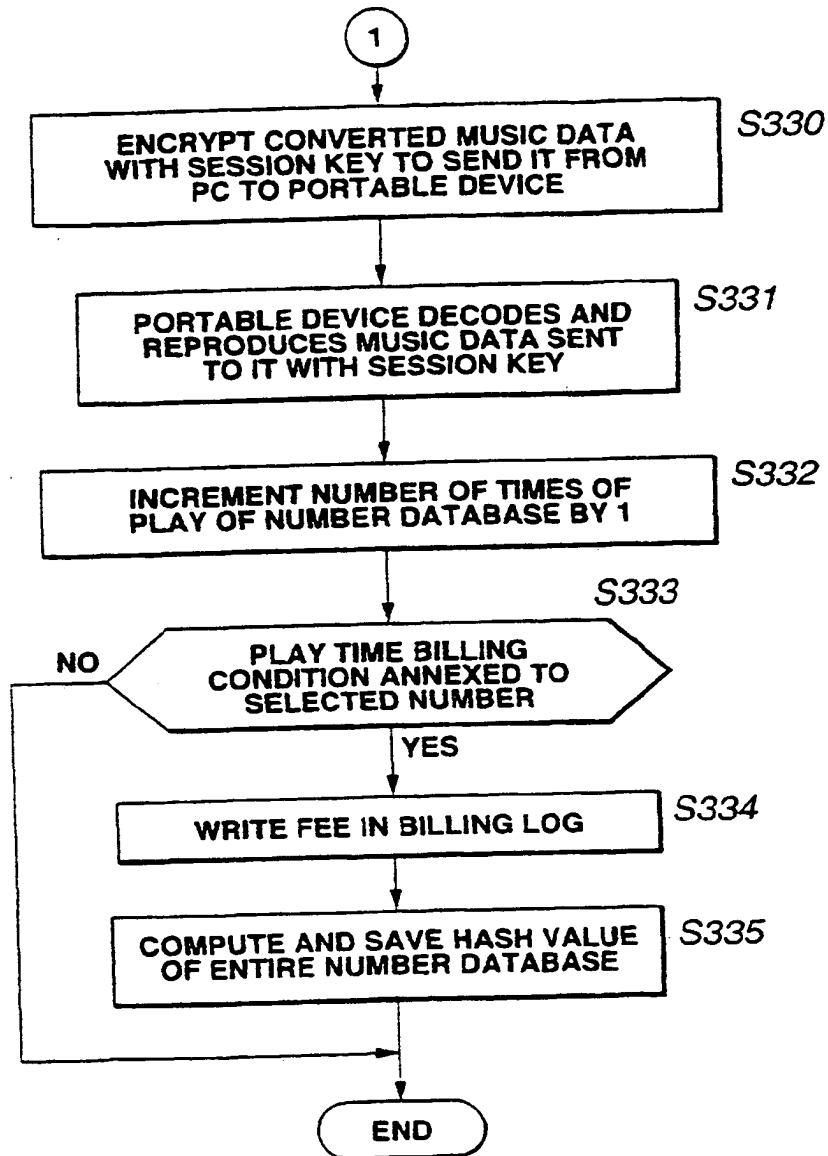 1
S330
ENCRYPT CONVERTED MUSIC DATA
WITH SESSION KEY TO SEND IT FROM
PC TO PORTABLE DEVICE
S331
PORTABLE DEVICE DECODES AND
REPRODUCES MUSIC DATA SENT
TO IT WITH SESSION KEY
S332
INCREMENT NUMBER OF TIMES OF
PLAY OF NUMBER DATABASE BY 1
S333
NO
PLAY TIME BILLING
CONDITION ANNEXED TO
SELECTED NUMBER
YES
S334
WRITE FEE IN BILLING LOG
S335
COMPUTE AND SAVE HASH VALUE
OF ENTIRE NUMBER DATABASE
END